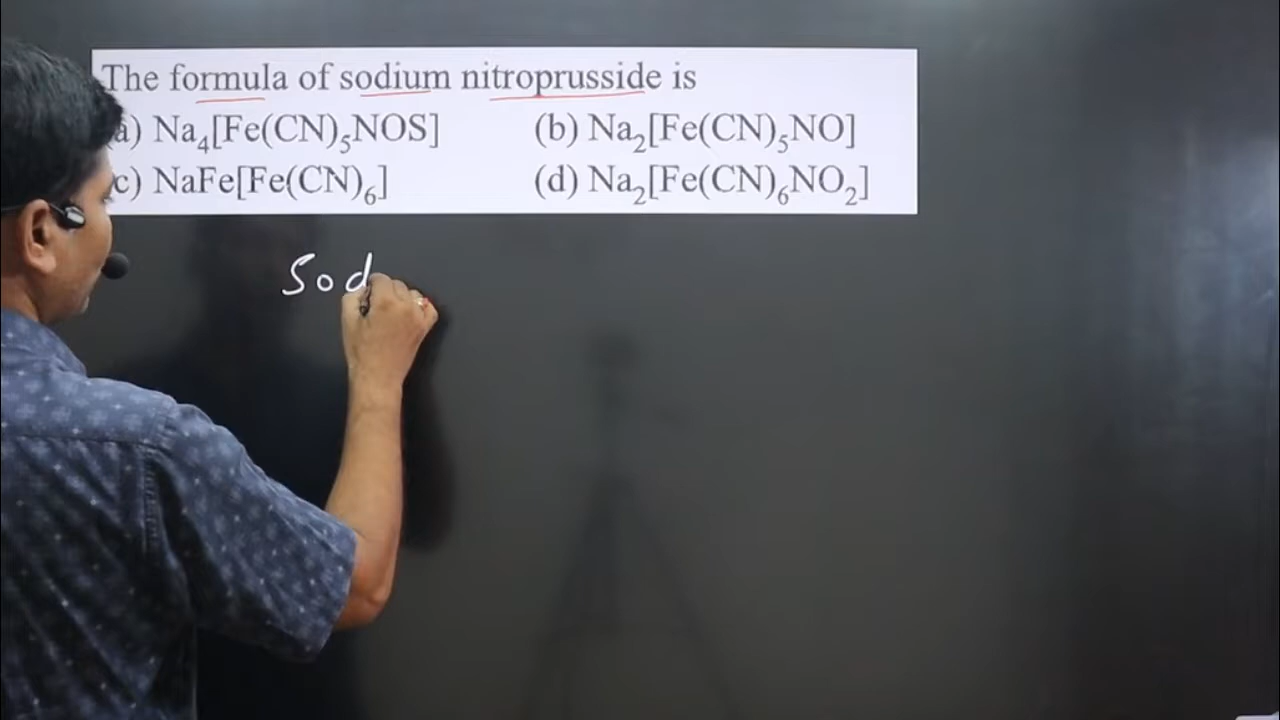 The formula of sodium nitroprusside is
a) Na₄[Fe(CN)₅NOS] (b) Na₂[Fe(CN)₅NO]
c) NaFe[Fe(CN)₆] (d) Na₂[Fe(CN)₆NO₂]
Sod